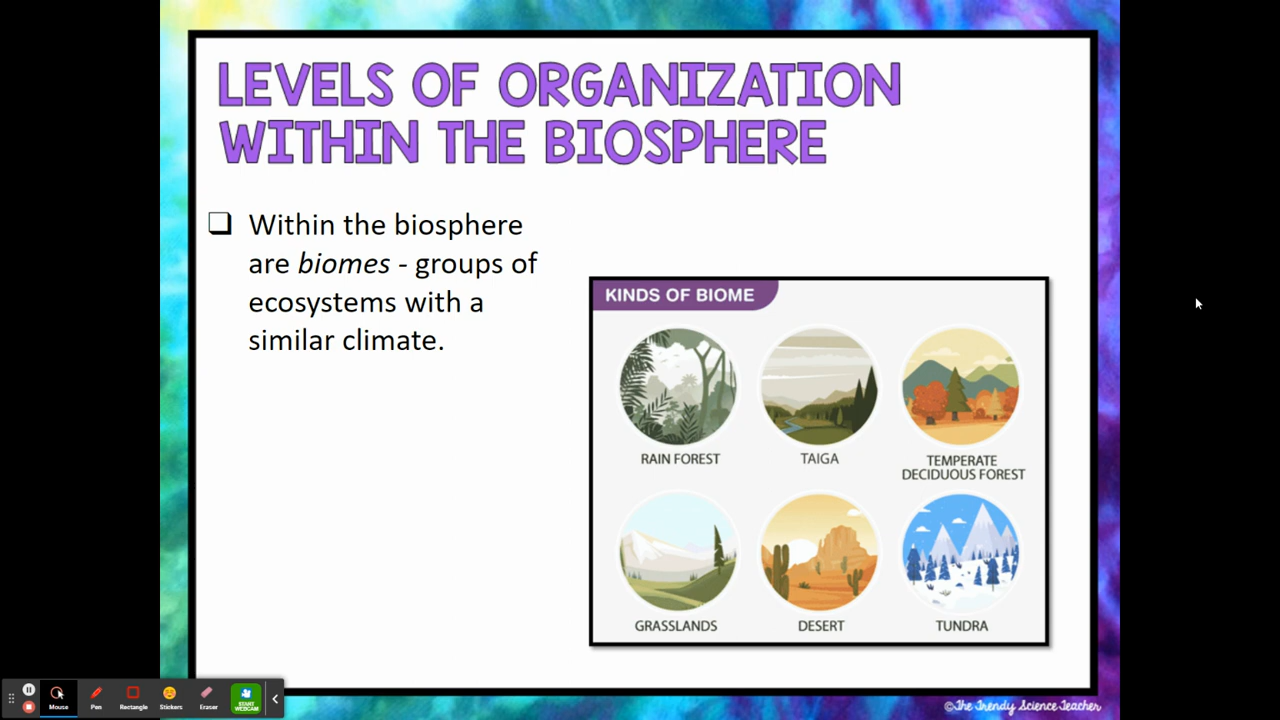 LEVELS OF ORGANIZATION
WITHIN THE BIOSPHERE
❑ Within the biosphere
are biomes - groups of
ecosystems with a
similar climate.
KINDS OF BIOME
RAIN FOREST
TAIGA
TEMPERATE
DECIDUOUS FOREST
GRASSLANDS
DESERT
TUNDRA
Mouse
Pen
Rectangle
Stickers
Eraser
START
WEBCAM
©The Trendy Science Teacher